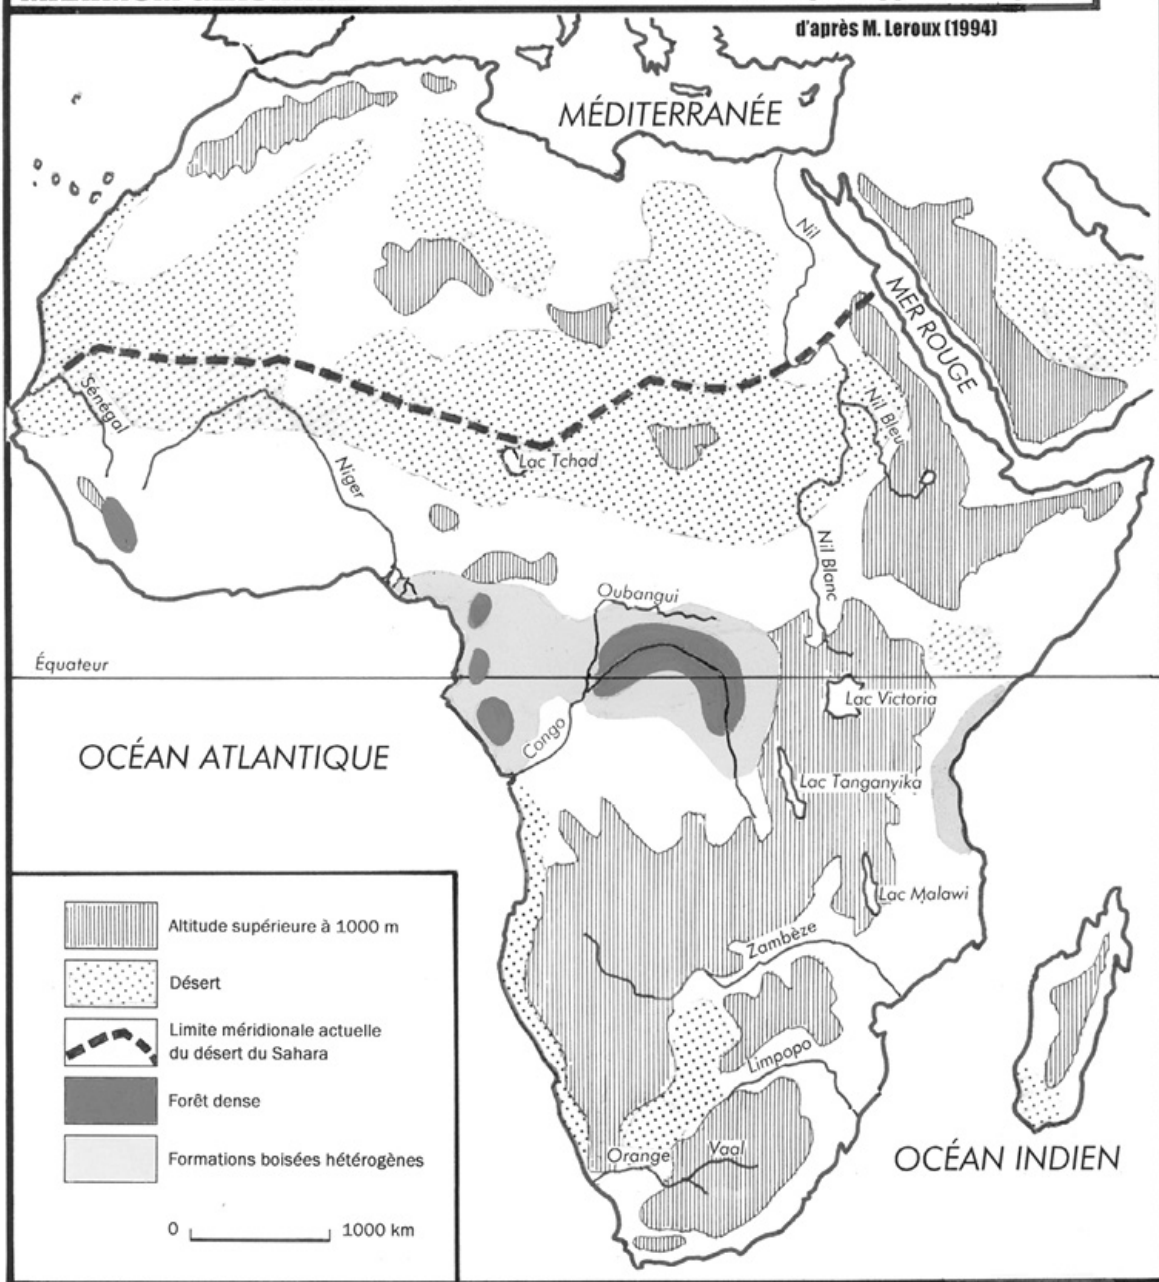 d'après M. Leroux (1994)
MÉDITERRANÉE
Nil
MER ROUGE
Sénégal
Nil Bleu
Lac Tchad
Niger
Nil Blanc
Oubangui
Équateur
Lac Victoria
Congo
OCÉAN ATLANTIQUE
Lac Tanganyika
Lac Malawi
Zambèze
Limpopo
Orange
Vaal
OCÉAN INDIEN
Altitude supérieure à 1000 m
Désert
Limite méridionale actuelle
du désert du Sahara
Forêt dense
Formations boisées hétérogènes
0 1000 km